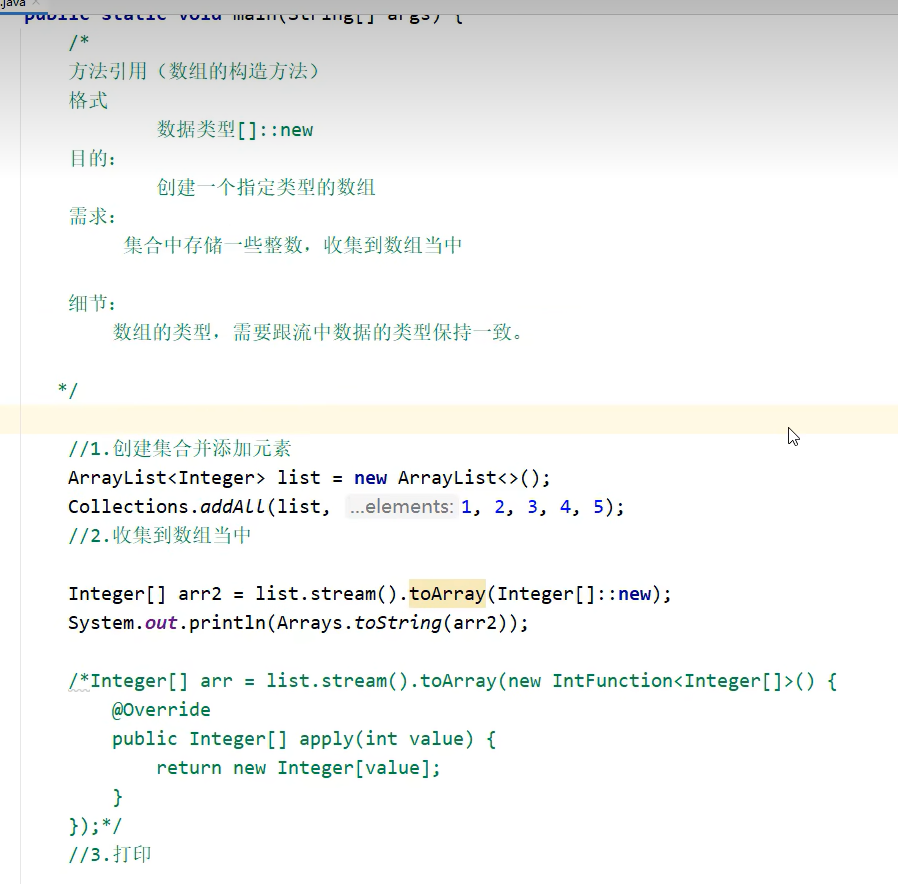 .java ×
public static void main(String[] args) {
/*
方法引用（数组的构造方法）
格式
数据类型[]::new
目的：
创建一个指定类型的数组
需求：
集合中存储一些整数，收集到数组当中
细节：
数组的类型，需要跟流中数据的类型保持一致。
*/
//1.创建集合并添加元素
ArrayList<Integer> list = new ArrayList<>();
Collections.addAll(list, ...elements: 1, 2, 3, 4, 5);
//2.收集到数组当中
Integer[] arr2 = list.stream().toArray(Integer[]::new);
System.out.println(Arrays.toString(arr2));
/*Integer[] arr = list.stream().toArray(new IntFunction<Integer[]>() {
@Override
public Integer[] apply(int value) {
return new Integer[value];
}
});*/
//3.打印